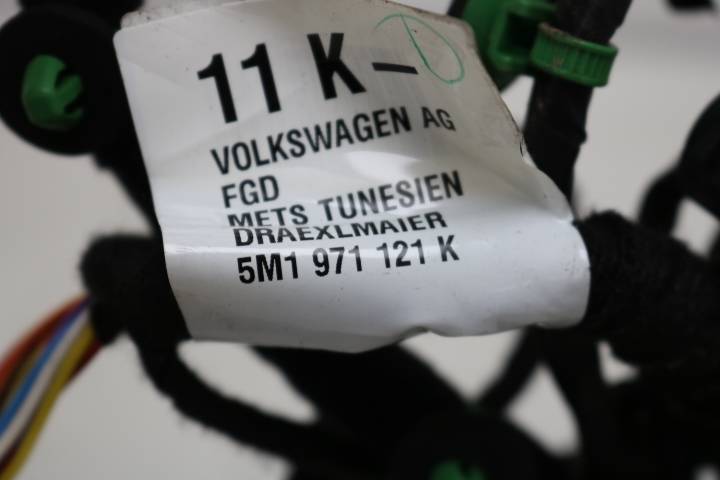 11 K-
VOLKSWAGEN AG
FGD
METS TUNESIEN
DRAEXLMAIER
5M1 971 121 K